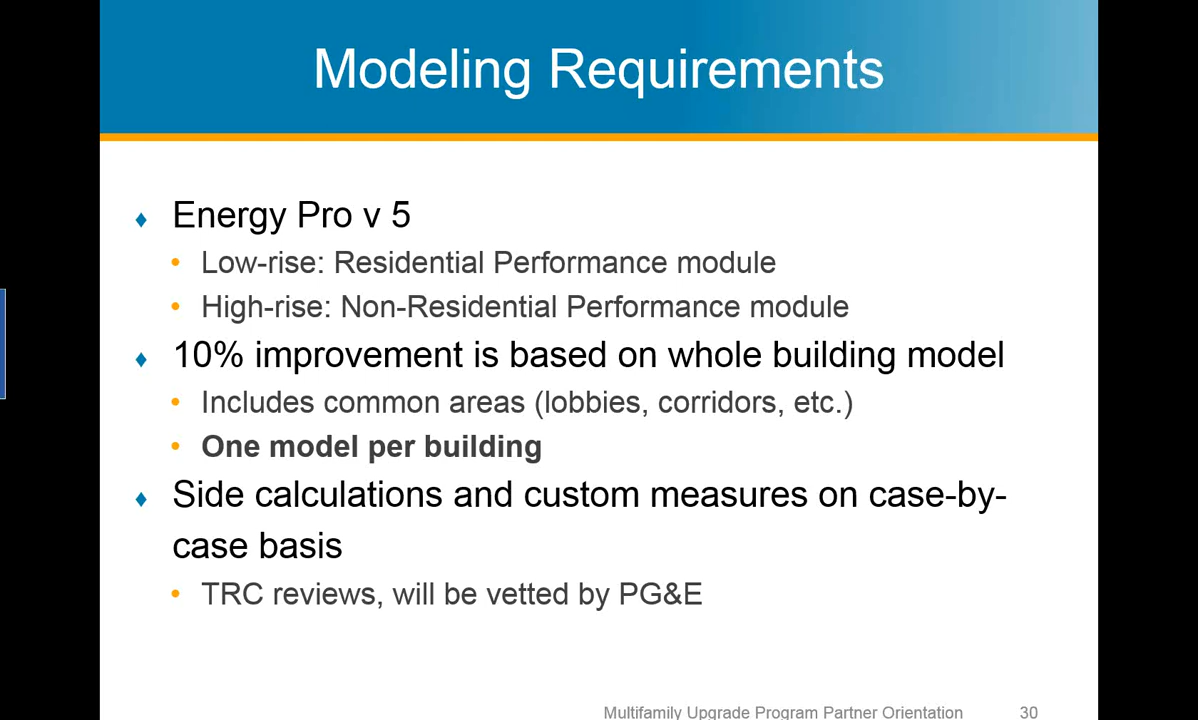 Modeling Requirements
♦ Energy Pro v 5
• Low-rise: Residential Performance module
• High-rise: Non-Residential Performance module
♦ 10% improvement is based on whole building model
• Includes common areas (lobbies, corridors, etc.)
• One model per building
♦ Side calculations and custom measures on case-by-
case basis
• TRC reviews, will be vetted by PG&E
Multifamily Upgrade Program Partner Orientation 30